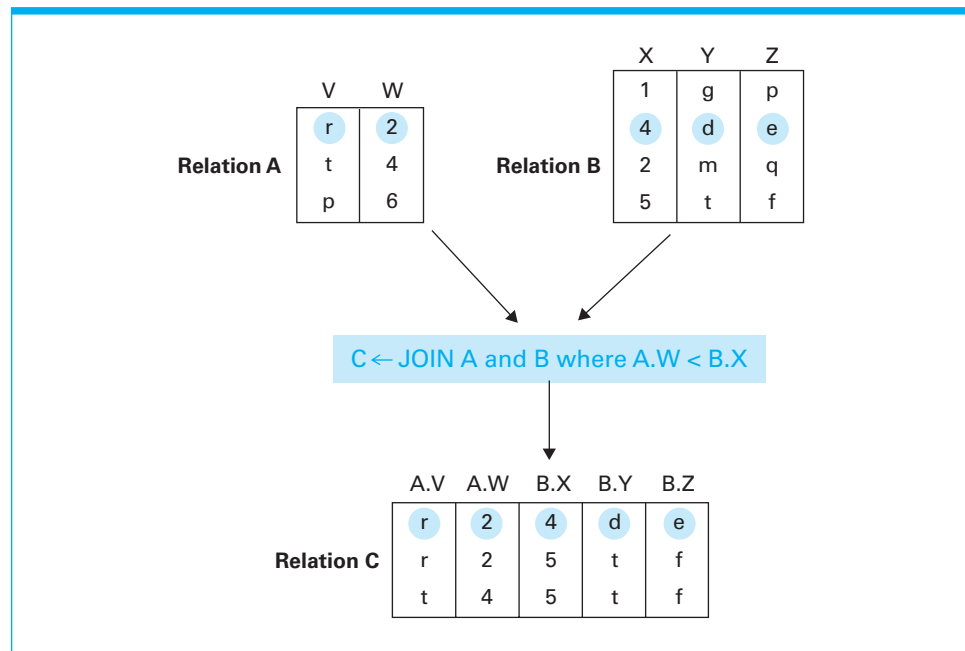 X Y Z
V W
1 g p
r 2
4 d e
Relation A t 4
Relation B 2 m q
p 6
5 t f
C ← JOIN A and B where A.W < B.X
A.V A.W B.X B.Y B.Z
r 2 4 d e
Relation C r 2 5 t f
t 4 5 t f